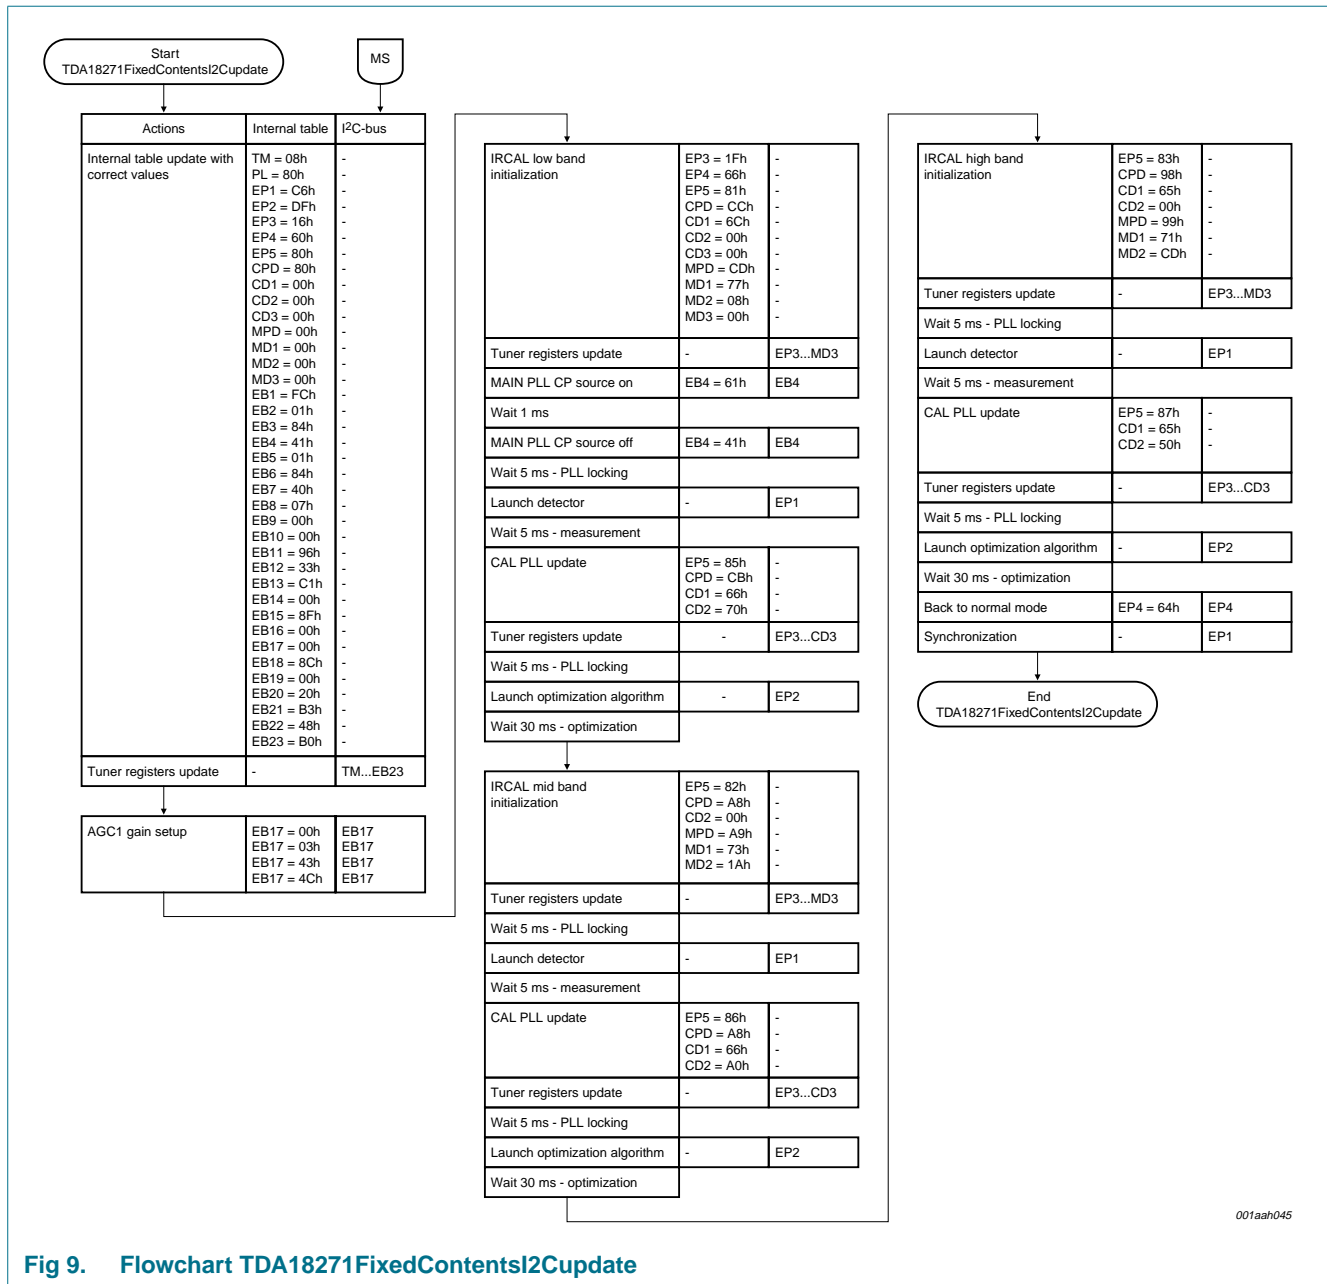 Start
TDA18271FixedContentsI2Cupdate
MS
Actions Internal table I2C-bus
Internal table update with correct values
TM = 08h -
PL = 80h -
EP1 = C6h -
EP2 = DFh -
EP3 = 16h -
EP4 = 60h -
EP5 = 80h -
CPD = 80h -
CD1 = 00h -
CD2 = 00h -
CD3 = 00h -
MPD = 00h -
MD1 = 00h -
MD2 = 00h -
MD3 = 00h -
EB1 = FCh -
EB2 = 01h -
EB3 = 84h -
EB4 = 41h -
EB5 = 01h -
EB6 = 84h -
EB7 = 40h -
EB8 = 07h -
EB9 = 00h -
EB10 = 00h -
EB11 = 96h -
EB12 = 33h -
EB13 = C1h -
EB14 = 00h -
EB15 = 8Fh -
EB16 = 00h -
EB17 = 00h -
EB18 = 8Ch -
EB19 = 00h -
EB20 = 20h -
EB21 = B3h -
EB22 = 48h -
EB23 = B0h -
Tuner registers update - TM...EB23
AGC1 gain setup EB17 = 00h EB17
EB17 = 03h EB17
EB17 = 43h EB17
EB17 = 4Ch EB17
IRCAL low band EP3 = 1Fh -
initialization EP4 = 66h -
EP5 = 81h -
CPD = CCh -
CD1 = 6Ch -
CD2 = 00h -
CD3 = 00h -
MPD = CDh -
MD1 = 77h -
MD2 = 08h -
MD3 = 00h -
Tuner registers update - EP3...MD3
MAIN PLL CP source on EB4 = 61h EB4
Wait 1 ms
MAIN PLL CP source off EB4 = 41h EB4
Wait 5 ms - PLL locking
Launch detector - EP1
Wait 5 ms - measurement
CAL PLL update EP5 = 85h -
CPD = CBh -
CD1 = 66h -
CD2 = 70h -
Tuner registers update - EP3...CD3
Wait 5 ms - PLL locking
Launch optimization algorithm - EP2
Wait 30 ms - optimization
IRCAL mid band EP5 = 82h -
initialization CPD = A8h -
CD2 = 00h -
MPD = A9h -
MD1 = 73h -
MD2 = 1Ah -
Tuner registers update - EP3...MD3
Wait 5 ms - PLL locking
Launch detector - EP1
Wait 5 ms - measurement
CAL PLL update EP5 = 86h -
CPD = A8h -
CD1 = 66h -
CD2 = A0h -
Tuner registers update - EP3...CD3
Wait 5 ms - PLL locking
Launch optimization algorithm - EP2
Wait 30 ms - optimization
IRCAL high band EP5 = 83h -
initialization CPD = 98h -
CD1 = 65h -
CD2 = 00h -
MPD = 99h -
MD1 = 71h -
MD2 = CDh -
Tuner registers update - EP3...MD3
Wait 5 ms - PLL locking
Launch detector - EP1
Wait 5 ms - measurement
CAL PLL update EP5 = 87h -
CD1 = 65h -
CD2 = 50h -
Tuner registers update - EP3...CD3
Wait 5 ms - PLL locking
Launch optimization algorithm - EP2
Wait 30 ms - optimization
Back to normal mode EP4 = 64h EP4
Synchronization - EP1
End
TDA18271FixedContentsI2Cupdate
001aah045
Fig 9. Flowchart TDA18271FixedContentsI2Cupdate